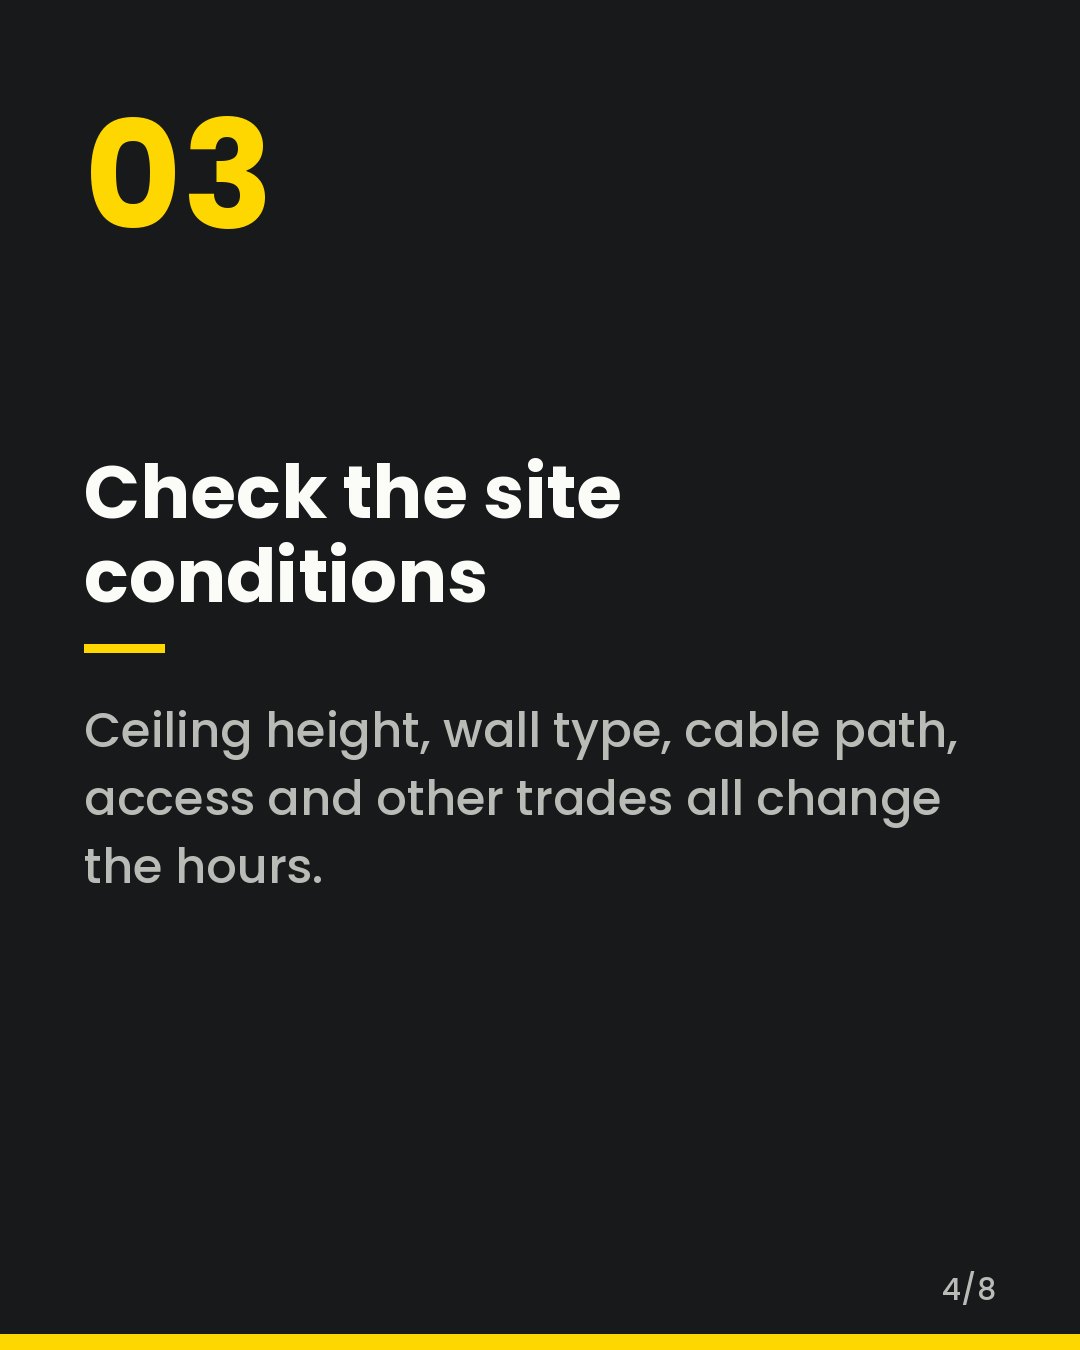 03
Check the site
conditions
Ceiling height, wall type, cable path,
access and other trades all change
the hours.
4/8